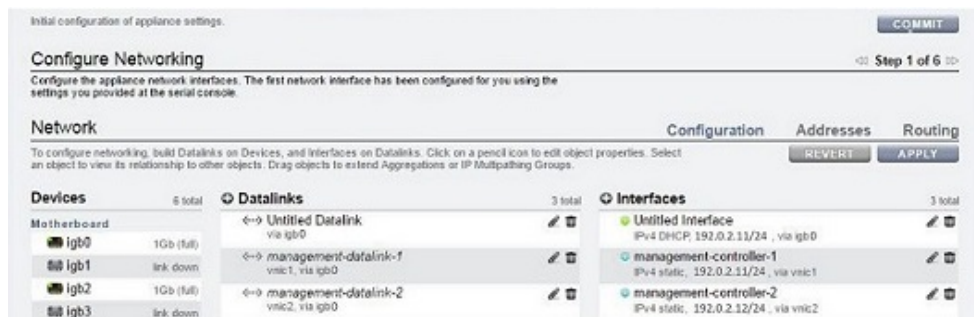 Initial configuration of appliance settings.
COMMIT
Configure Networking
Step 1 of 6
Configure the appliance network interfaces. The first network interface has been configured for you using the
settings you provided at the serial console.
Network
Configuration Addresses Routing
To configure networking, build Datalinks on Devices, and Interfaces on Datalinks. Click on a pencil icon to edit object properties. Select
an object to view its relationship to other objects. Drag objects to extend Aggregations or IP Multipathing Groups.
REVERT APPLY
Devices 6 total
Motherboard
igb0 1Gb (full)
igb1 link down
igb2 1Gb (full)
igb3 link down
Datalinks 3 total
Untitled Datalink
via igb0
management-datalink-1
vnic1, via igb0
management-datalink-2
vnic2, via igb0
Interfaces 3 total
Untitled Interface
IPv4 DHCP, 192.0.2.11/24 , via igb0
management-controller-1
IPv4 static, 192.0.2.11/24 , via vnic1
management-controller-2
IPv4 static, 192.0.2.12/24 , via vnic2